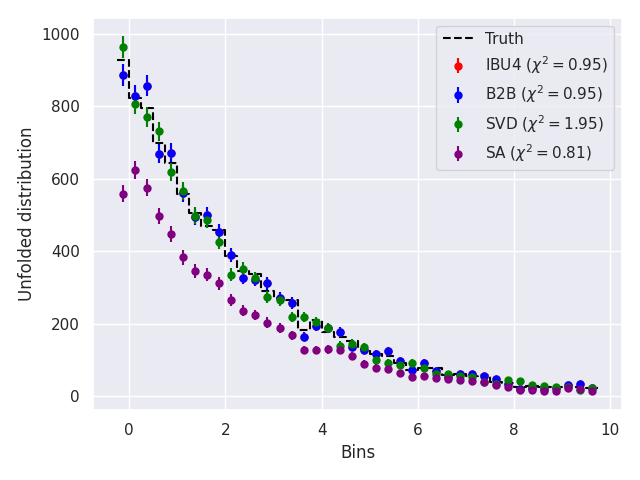 Truth
IBU4 (χ² = 0.95)
B2B (χ² = 0.95)
SVD (χ² = 1.95)
SA (χ² = 0.81)
Unfolded distribution
1000
800
600
400
200
0
0 2 4 6 8 10
Bins